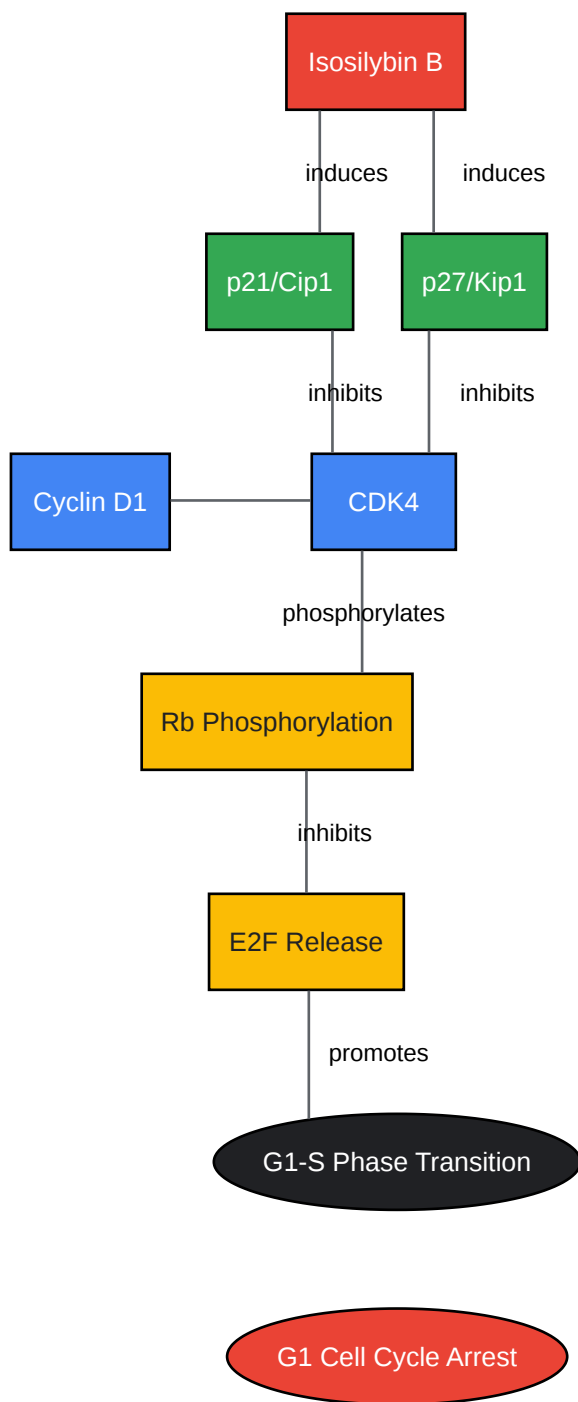 Isosilybin B
induces
induces
p21/Cip1
p27/Kip1
inhibits
inhibits
Cyclin D1
CDK4
phosphorylates
Rb Phosphorylation
inhibits
E2F Release
promotes
G1-S Phase Transition
G1 Cell Cycle Arrest